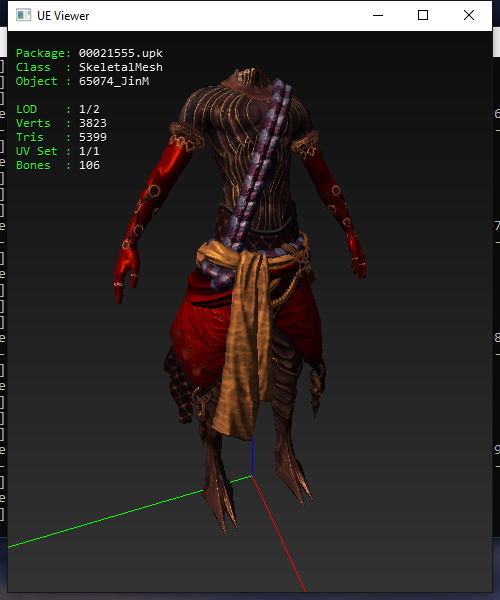 UE Viewer
Package: 00021555.upk
Class  : SkeletalMesh
Object : 65074_JinM
LOD    : 1/2
Verts  : 3823
Tris   : 5399
UV Set : 1/1
Bones  : 106